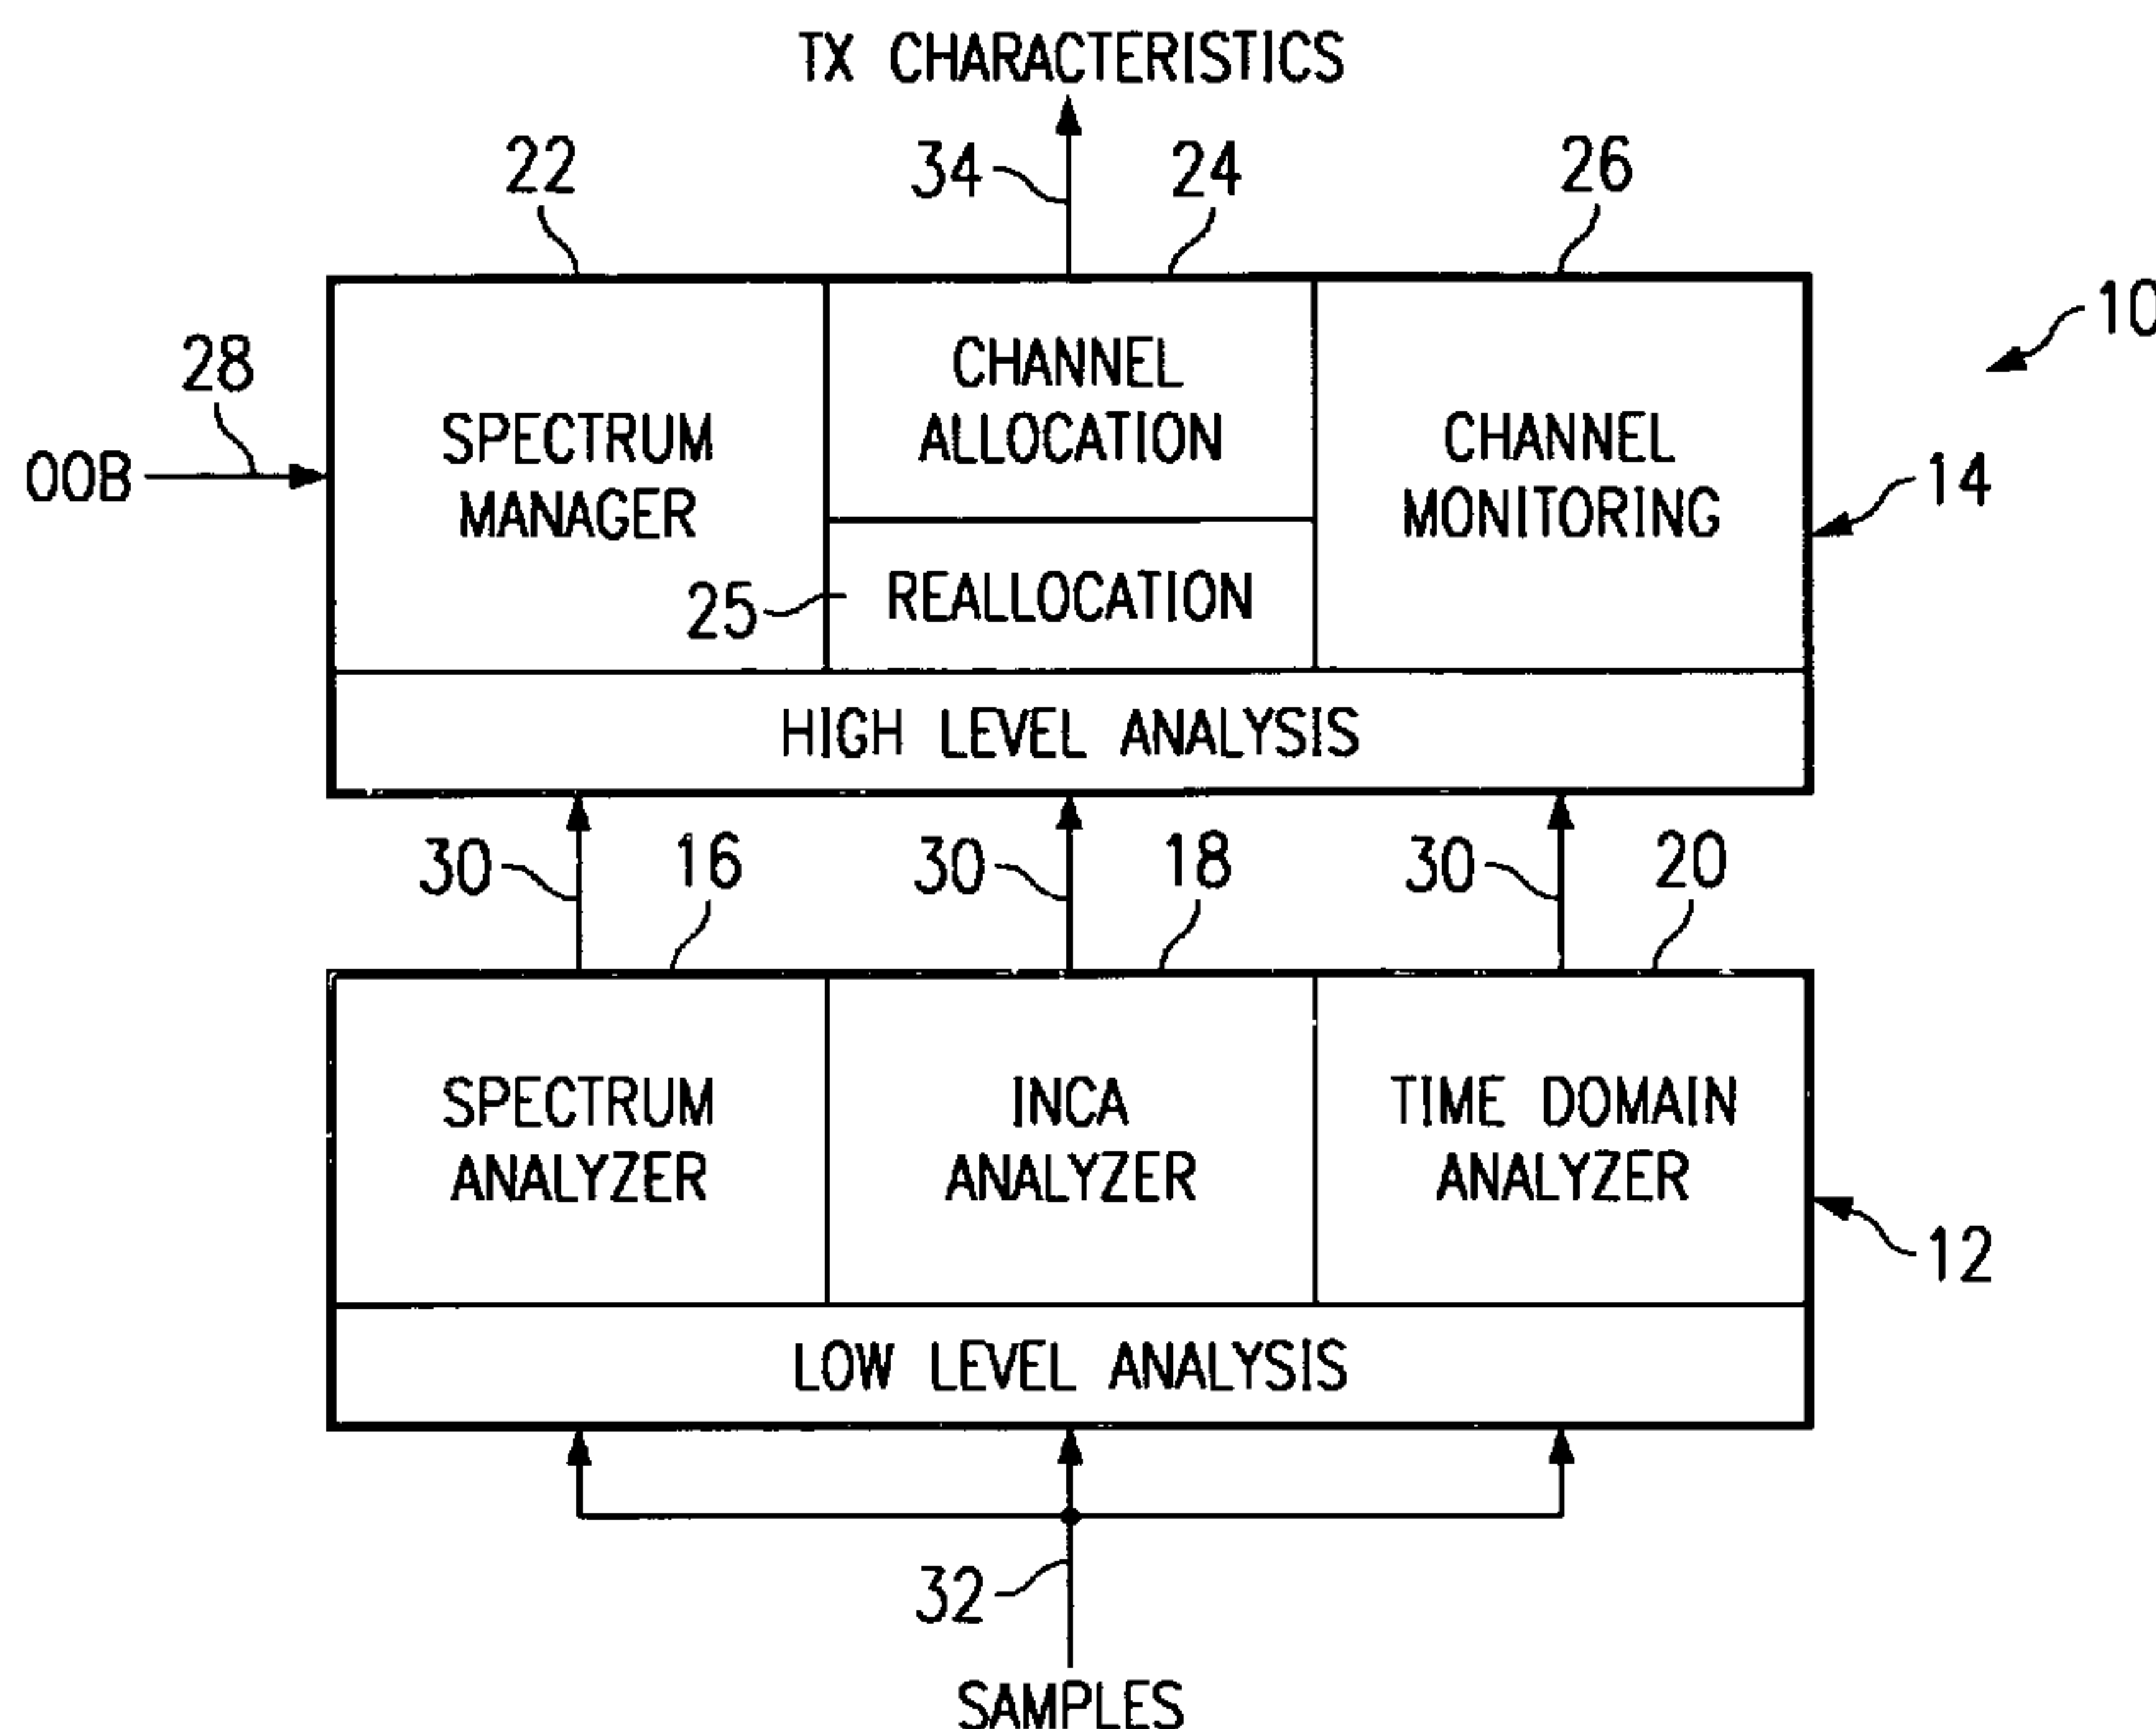 TX CHARACTERISTICS
22
34
24
26
10
28
CHANNEL
ALLOCATION
SPECTRUM
MANAGER
CHANNEL
MONITORING
OOB
14
25
REALLOCATION
HIGH LEVEL ANALYSIS
30
16
30
18
30
20
SPECTRUM
ANALYZER
INCA
ANALYZER
TIME DOMAIN
ANALYZER
12
LOW LEVEL ANALYSIS
32
SAMPLES